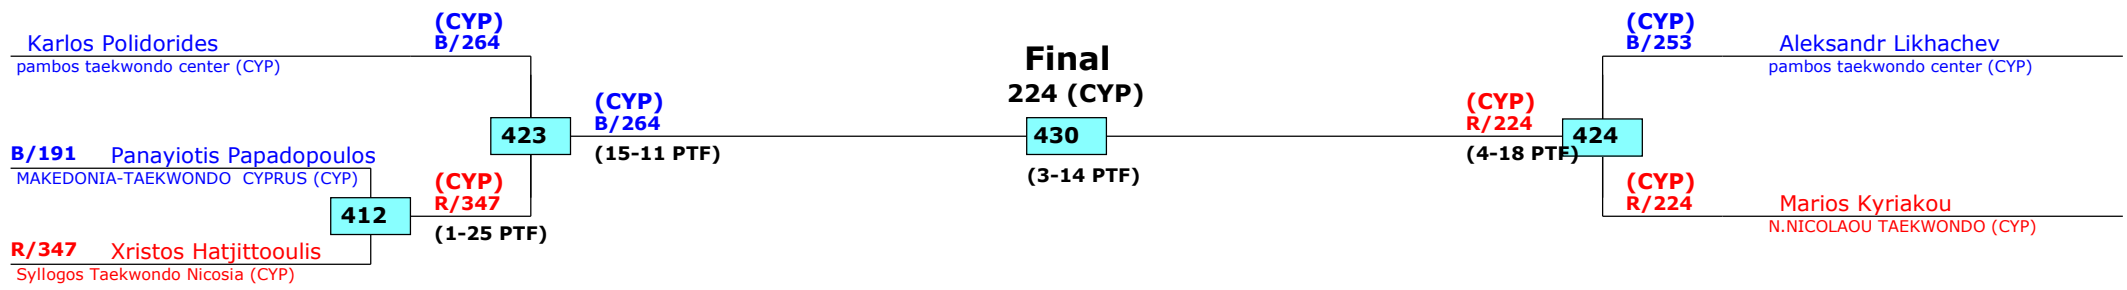 (CYP)
B/264
Karlos Polidorides
pambos taekwondo center (CYP)
B/191 Panayiotis Papadopoulos
MAKEDONIA-TAEKWONDO CYPRUS (CYP)
412
R/347 Xristos Hatjittooulis
Syllogos Taekwondo Nicosia (CYP)
(CYP)
R/347
(1-25 PTF)
423
(CYP)
B/264
(15-11 PTF)
Final
224 (CYP)
430
(3-14 PTF)
(CYP)
R/224
(4-18 PTF)
424
(CYP)
B/253
Aleksandr Likhachev
pambos taekwondo center (CYP)
(CYP)
R/224
Marios Kyriakou
N.NICOLAOU TAEKWONDO (CYP)